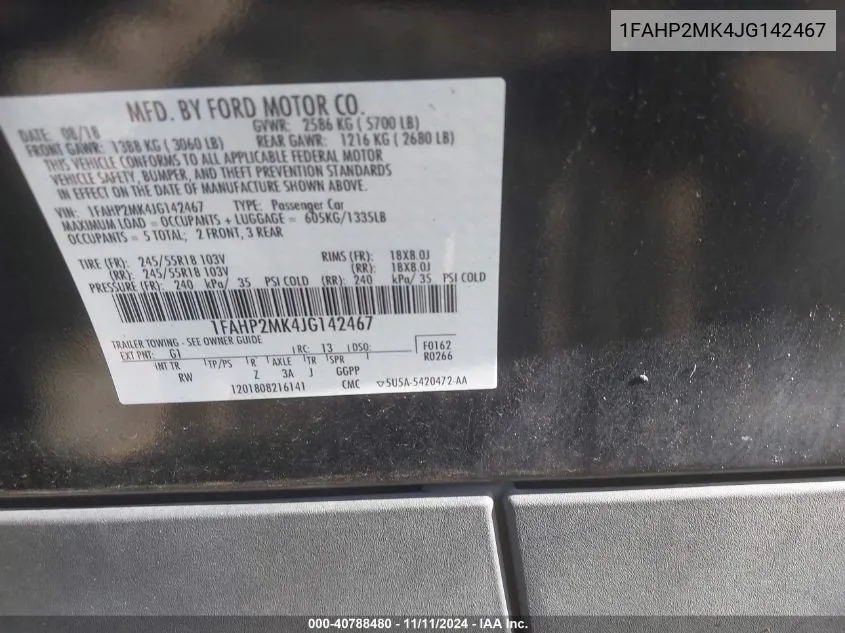 1FAHP2MK4JG142467
MFD. BY FORD MOTOR CO.
DATE: 08/18 GVWR: 2586 KG ( 5700 LB)
FRONT GAWR: 1388 KG ( 3060 LB) REAR GAWR: 1216 KG ( 2680 LB)
THIS VEHICLE CONFORMS TO ALL APPLICABLE FEDERAL MOTOR
VEHICLE SAFETY, BUMPER, AND THEFT PREVENTION STANDARDS
IN EFFECT ON THE DATE OF MANUFACTURE SHOWN ABOVE.
VIN: 1FAHP2MK4JG142467 TYPE: Passenger Car
MAXIMUM LOAD = OCCUPANTS + LUGGAGE = 605KG/1335LB
OCCUPANTS = 5 TOTAL; 2 FRONT, 3 REAR
TIRE (FR): 245/55R18 103V RIMS (FR): 18X8.0J
(RR): 245/55R18 103V (RR): 18X8.0J
PRESSURE (FR): 240 kPa/ 35 PSI COLD (RR): 240 kPa/ 35 PSI COLD
1FAHP2MK4JG142467
TRAILER TOWING - SEE OWNER GUIDE
EXT PNT: G1 RC: 13 DSO: F0162
INT TR TP/PS R AXLE TR SPR R0266
RW Z 3A J GGPP
1201808216141 CMC ▽5U5A-5420472-AA
000-40788480 - 11/11/2024 - IAA Inc.